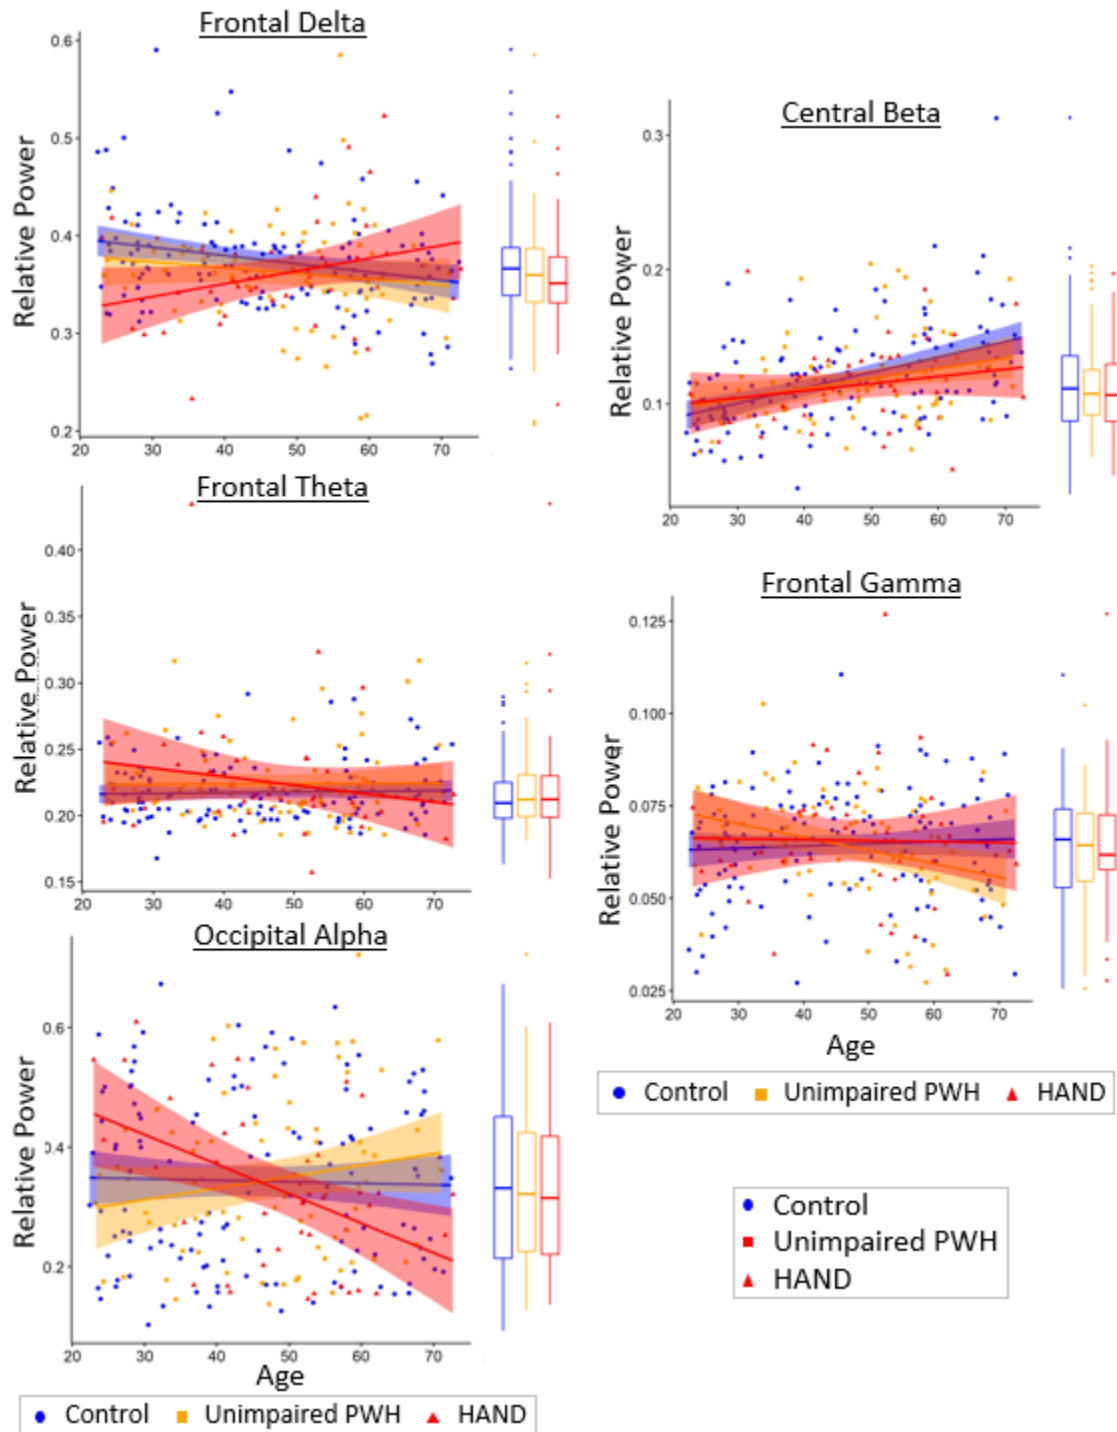 Frontal Delta
Relative Power
0.6
0.5
0.4
0.3
0.2
20 30 40 50 60 70
Central Beta
Relative Power
0.3
0.2
0.1
20 30 40 50 60 70
Frontal Theta
Relative Power
0.40
0.35
0.30
0.25
0.20
0.15
20 30 40 50 60 70
Frontal Gamma
Relative Power
0.125
0.100
0.075
0.050
0.025
20 30 40 50 60 70
Age
Control Unimpaired PWH HAND
Occipital Alpha
Relative Power
0.6
0.4
0.2
20 30 40 50 60 70
Age
Control Unimpaired PWH HAND
Control
Unimpaired PWH
HAND